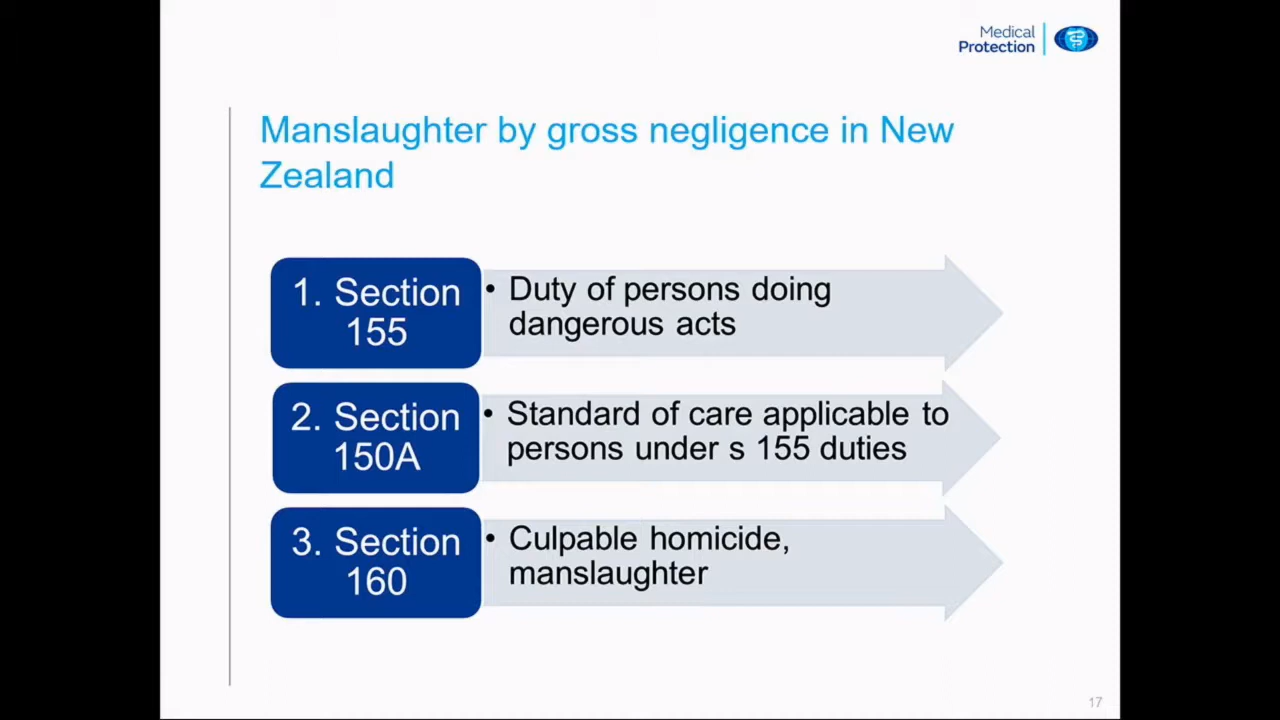 Medical
Protection
Manslaughter by gross negligence in New
Zealand
1. Section
155
• Duty of persons doing
dangerous acts
2. Section
150A
• Standard of care applicable to
persons under s 155 duties
3. Section
160
• Culpable homicide,
manslaughter
17